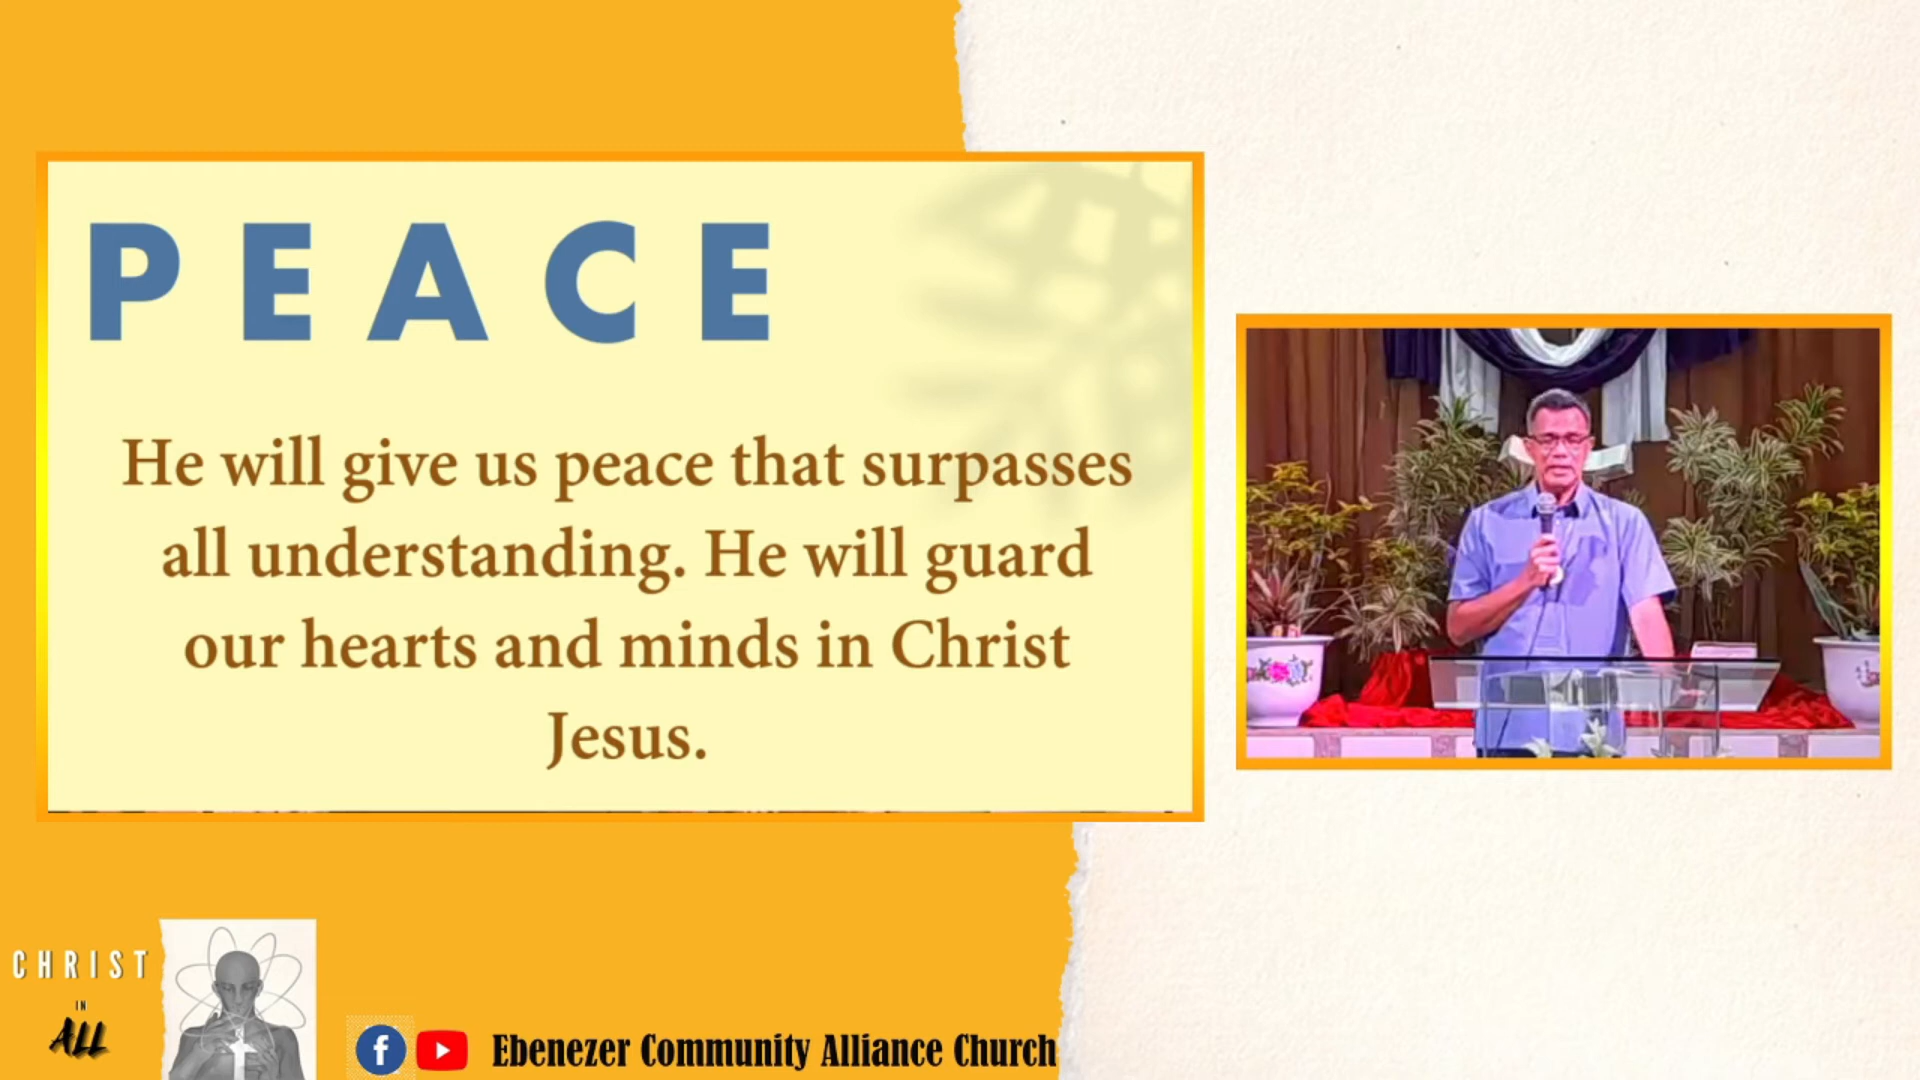 P E A C E
He will give us peace that surpasses
all understanding. He will guard
our hearts and minds in Christ
Jesus.
CHRIST
IN
ALL
Ebenezer Community Alliance Church